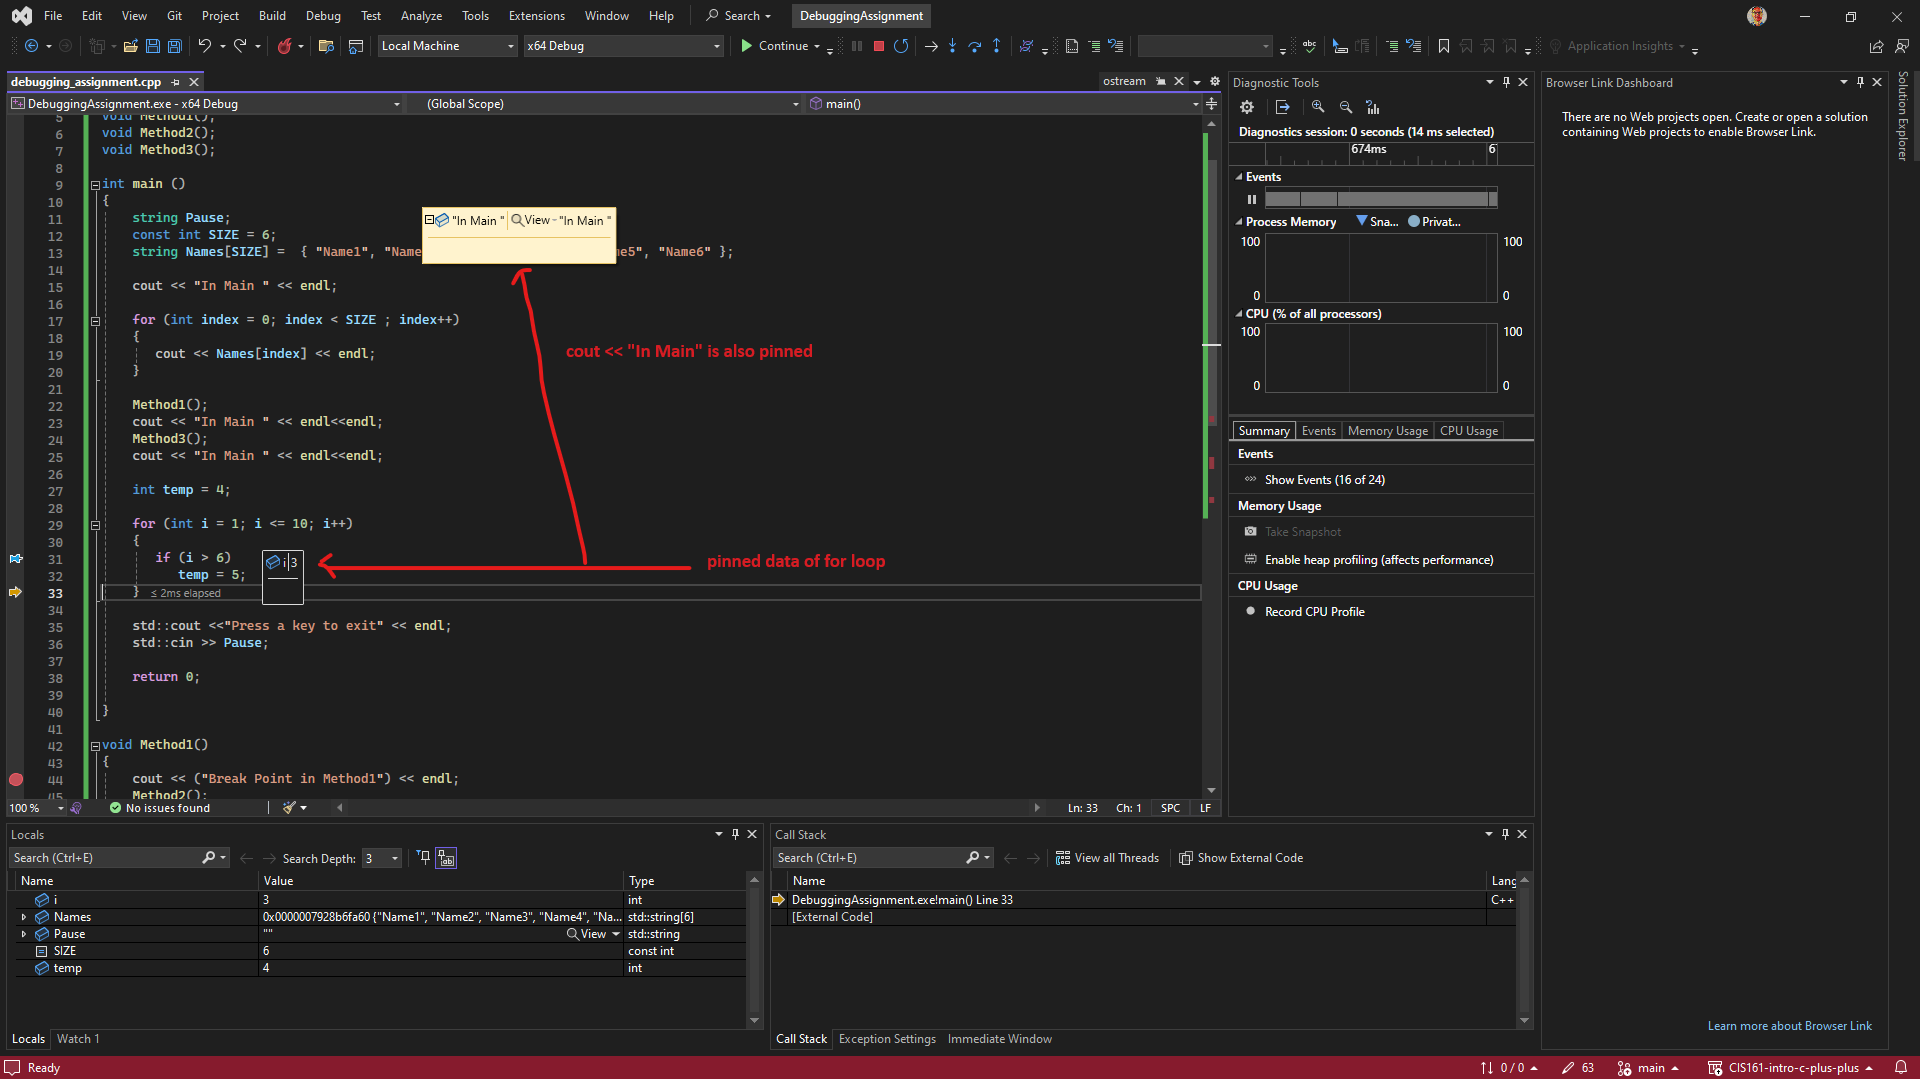 File Edit View Git Project Build Debug Test Analyze Tools Extensions Window Help Search DebuggingAssignment
Local Machine x64 Debug Continue Application Insights
debugging_assignment.cpp ostream
DebuggingAssignment.exe - x64 Debug (Global Scope) main()
5 void Method1();
6 void Method2();
7 void Method3();
8
9 int main ()
10 {
11 string Pause;
12 const int SIZE = 6;
13 string Names[SIZE] = { "Name1", "Name e5", "Name6" };
"In Main " View - "In Main "
14
15 cout << "In Main " << endl;
16
17 for (int index = 0; index < SIZE ; index++)
18 {
19 cout << Names[index] << endl;
20 }
21
22 Method1();
23 cout << "In Main " << endl<<endl;
24 Method3();
25 cout << "In Main " << endl<<endl;
26
27 int temp = 4;
28
29 for (int i = 1; i <= 10; i++)
30 {
31 if (i > 6)
32 temp = 5;
33 } ≤ 2ms elapsed
i 3
34
35 std::cout <<"Press a key to exit" << endl;
36 std::cin >> Pause;
37
38 return 0;
39
40 }
41
42 void Method1()
43 {
44 cout << ("Break Point in Method1") << endl;
45 Method2();
cout << "In Main" is also pinned
pinned data of for loop
100 % No issues found Ln: 33 Ch: 1 SPC LF
Diagnostic Tools
Diagnostics session: 0 seconds (14 ms selected)
674ms 6
Events
Process Memory Sna... Privat...
100 100
0 0
CPU (% of all processors)
100 100
0 0
Summary Events Memory Usage CPU Usage
Events
Show Events (16 of 24)
Memory Usage
Take Snapshot
Enable heap profiling (affects performance)
CPU Usage
Record CPU Profile
Browser Link Dashboard
There are no Web projects open. Create or open a solution
containing Web projects to enable Browser Link.
Learn more about Browser Link
Solution Explorer
Locals
Search (Ctrl+E) Search Depth: 3
Name Value Type
i 3 int
Names 0x0000007928b6fa60 {"Name1", "Name2", "Name3", "Name4", "Na... std::string[6]
Pause "" View std::string
SIZE 6 const int
temp 4 int
Locals Watch 1
Call Stack
Search (Ctrl+E) View all Threads Show External Code
Name Lang
DebuggingAssignment.exe!main() Line 33 C++
[External Code]
Call Stack Exception Settings Immediate Window
Ready 0 / 0 63 main CIS161-intro-c-plus-plus